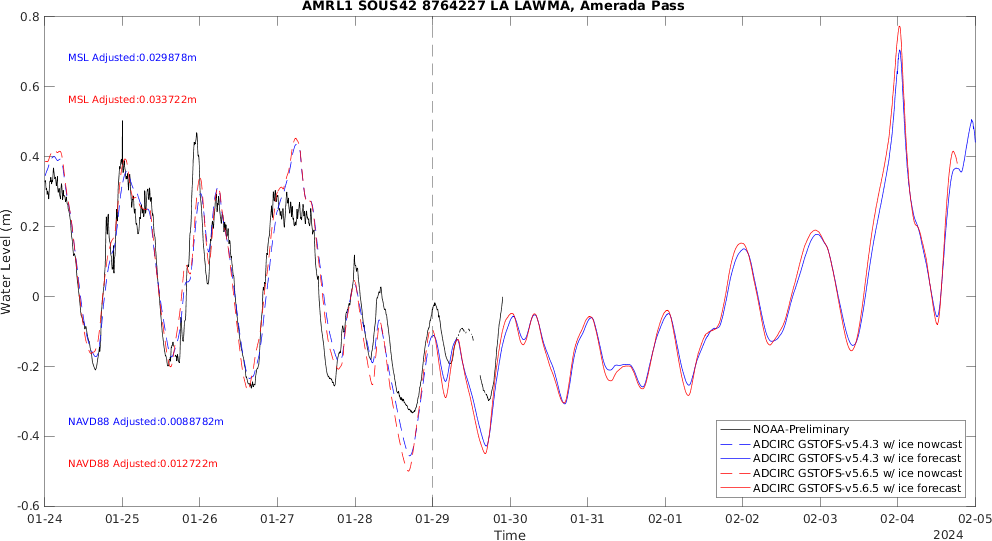 AMRL1 SOUS42 8764227 LA LAWMA, Amerada Pass
0.8
0.6
0.4
0.2
0
-0.2
-0.4
-0.6
Water Level (m)
MSL Adjusted:0.029878m
MSL Adjusted:0.033722m
NAVD88 Adjusted:0.0088782m
NAVD88 Adjusted:0.012722m
NOAA-Preliminary
ADCIRC GSTOFS-v5.4.3 w/ ice nowcast
ADCIRC GSTOFS-v5.4.3 w/ ice forecast
ADCIRC GSTOFS-v5.6.5 w/ ice nowcast
ADCIRC GSTOFS-v5.6.5 w/ ice forecast
01-24 01-25 01-26 01-27 01-28 01-29 01-30 01-31 02-01 02-02 02-03 02-04 02-05
Time
2024